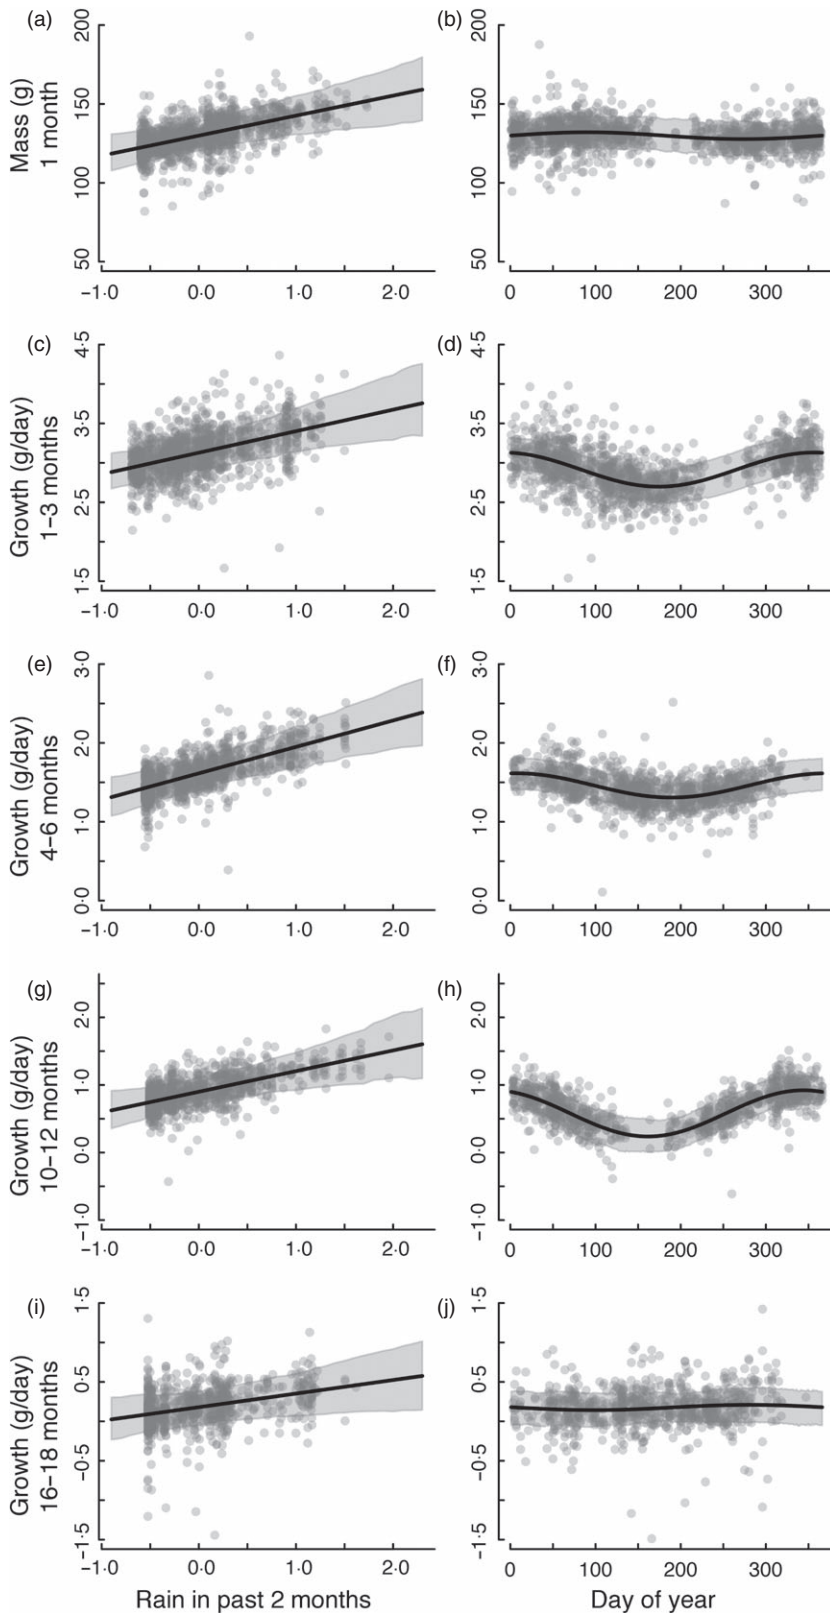 (a)
Mass (g)
1 month
50 100 150 200
−1·0 0·0 1·0 2·0
(b)
50 100 150 200
0 100 200 300
(c)
Growth (g/day)
1−3 months
1·5 2·5 3·5 4·5
−1·0 0·0 1·0 2·0
(d)
1·5 2·5 3·5 4·5
0 100 200 300
(e)
Growth (g/day)
4−6 months
0·0 1·0 2·0 3·0
−1·0 0·0 1·0 2·0
(f)
0·0 1·0 2·0 3·0
0 100 200 300
(g)
Growth (g/day)
10−12 months
−1·0 0·0 1·0 2·0
−1·0 0·0 1·0 2·0
(h)
−1·0 0·0 1·0 2·0
0 100 200 300
(i)
Growth (g/day)
16−18 months
−1·5 −0·5 0·5 1·5
−1·0 0·0 1·0 2·0
Rain in past 2 months
(j)
−1·5 −0·5 0·5 1·5
0 100 200 300
Day of year